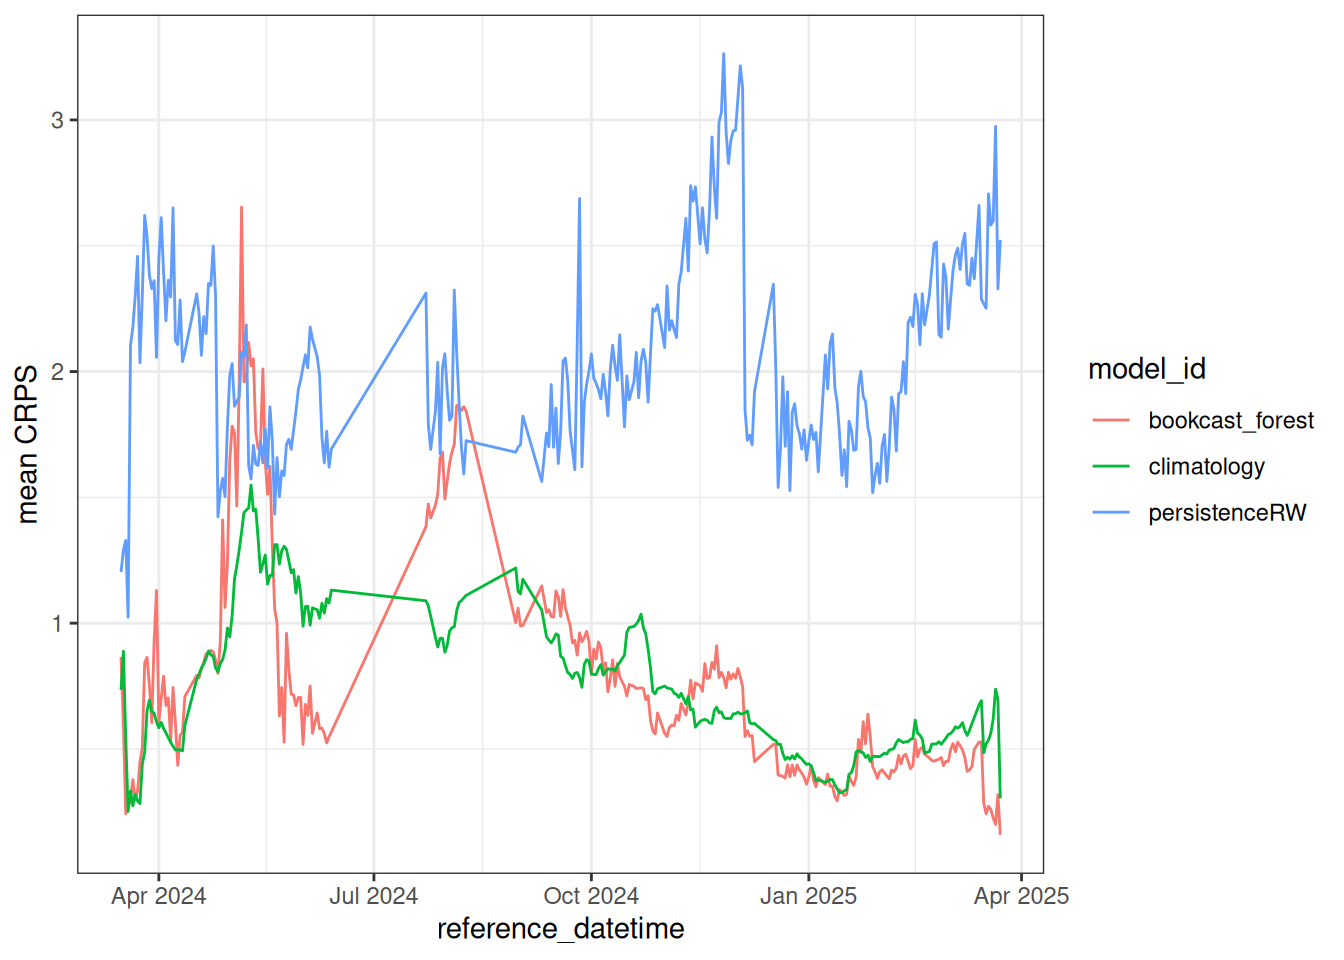 mean CRPS
3
2
1
Apr 2024
Jul 2024
Oct 2024
Jan 2025
Apr 2025
reference_datetime
model_id
bookcast_forest
climatology
persistenceRW